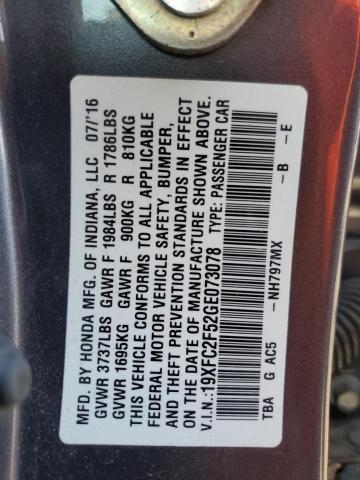 MFD. BY HONDA MFG. OF INDIANA, LLC 07/'16
GVWR 3737LBS GAWR F 1984LBS R 1786LBS
GVWR 1695KG GAWR F 900KG R 810KG
THIS VEHICLE CONFORMS TO ALL APPLICABLE
FEDERAL MOTOR VEHICLE SAFETY, BUMPER,
AND THEFT PREVENTION STANDARDS IN EFFECT
ON THE DATE OF MANUFACTURE SHOWN ABOVE.
V.I.N.:19XFC2F52GE073078 TYPE: PASSENGER CAR
TBA G AC5 -NH797MX -B -E